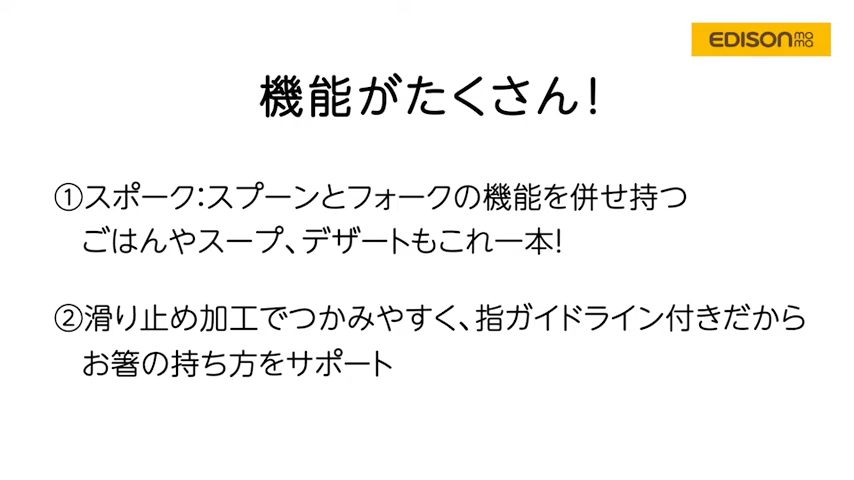 EDISONmama
機能がたくさん!
①スポーク:スプーンとフォークの機能を併せ持つ
ごはんやスープ、デザートもこれ一本!
②滑り止め加工でつかみやすく、指ガイドライン付きだから
お箸の持ち方をサポート